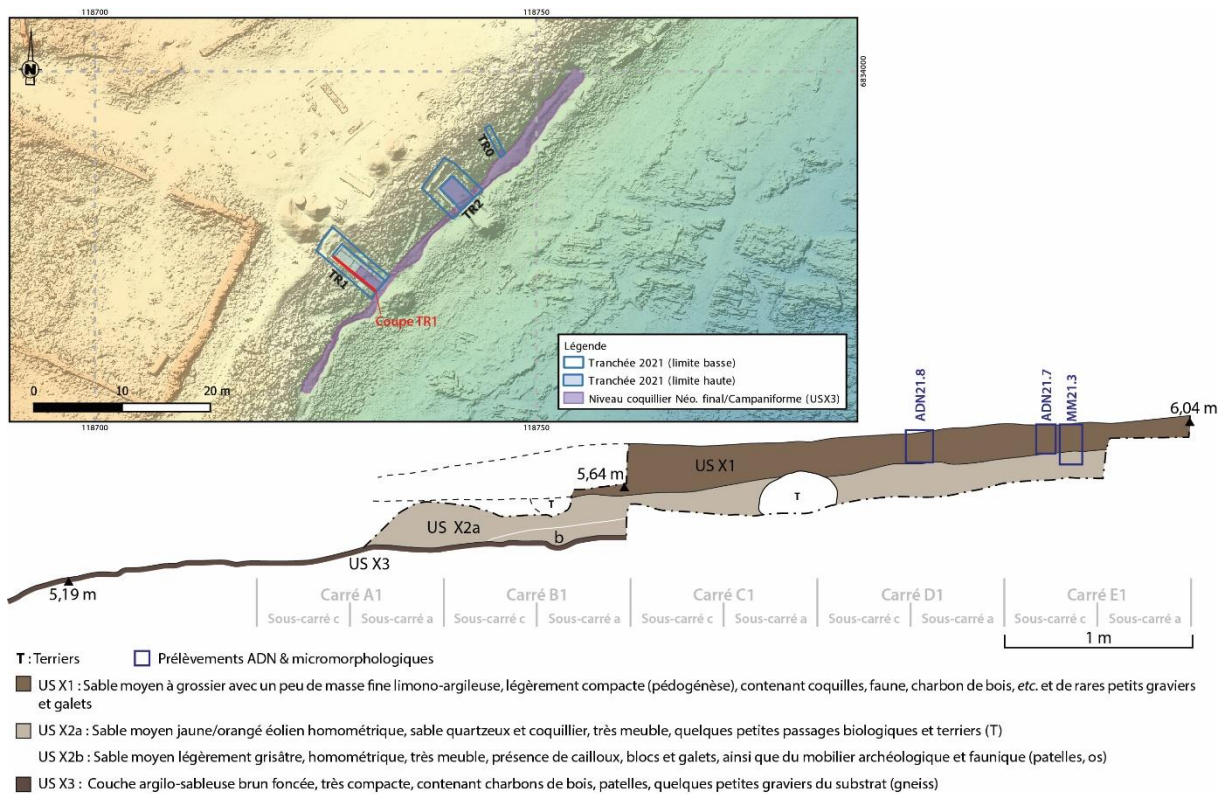 118700
118750
6834000
N
TR0
TR2
TR1
Coupe TR1
Légende
Tranchée 2021 (limite basse)
Tranchée 2021 (limite haute)
Niveau coquillier Néo. final/Campaniforme (USX3)
0 10 20 m
118700
118750
ADN21.8
ADN21.7
MM21.3
6,04 m
US X1
5,64 m
T
T
US X2a
b
US X3
5,19 m
Carré A1 Carré B1 Carré C1 Carré D1 Carré E1
Sous-carré c Sous-carré a Sous-carré c Sous-carré a Sous-carré c Sous-carré a Sous-carré c Sous-carré a Sous-carré c Sous-carré a
1 m
T : Terriers Prélèvements ADN & micromorphologiques
US X1 : Sable moyen à grossier avec un peu de masse fine limono-argileuse, légèrement compacte (pédogénèse), contenant coquilles, faune, charbon de bois, etc. et de rares petits graviers
et galets
US X2a : Sable moyen jaune/orangé éolien homométrique, sable quartzeux et coquillier, très meuble, quelques petites passages biologiques et terriers (T)
US X2b : Sable moyen légèrement grisâtre, homométrique, très meuble, présence de cailloux, blocs et galets, ainsi que du mobilier archéologique et faunique (patelles, os)
US X3 : Couche argilo-sableuse brun foncée, très compacte, contenant charbons de bois, patelles, quelques petites graviers du substrat (gneiss)